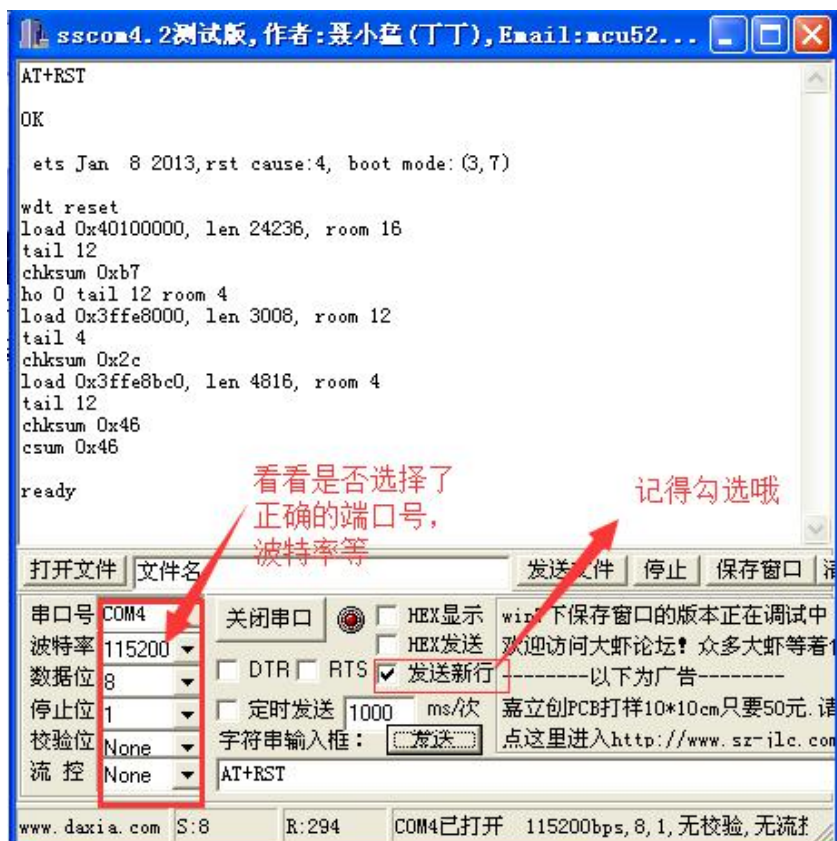 sscom4.2测试版,作者:聂小猛(丁丁),Email:mcu52...
AT+RST
OK
ets Jan  8 2013,rst cause:4, boot mode:(3,7)
wdt reset
load 0x40100000, len 24236, room 16
tail 12
chksum 0xb7
ho 0 tail 12 room 4
load 0x3ffe8000, len 3008, room 12
tail 4
chksum 0x2c
load 0x3ffe8bc0, len 4816, room 4
tail 12
chksum 0x46
csum 0x46
ready
看看是否选择了
正确的端口号，
波特率等
记得勾选哦
打开文件 文件名 发送文件 停止 保存窗口
串口号 COM4 关闭串口 HEX显示
波特率 115200 HEX发送
数据位 8 DTR RTS 发送新行
停止位 1 定时发送 1000 ms/次
校验位 None 字符串输入框： 发送
流 控 None AT+RST
win7下保存窗口的版本正在调试中
欢迎访问大虾论坛！众多大虾等着
--------以下为广告--------
嘉立创PCB打样10*10cm只要50元.请
点这里进入http://www.sz-jlc.com
www.daxia.com S:8 R:294 COM4已打开 115200bps,8,1,无校验,无流控